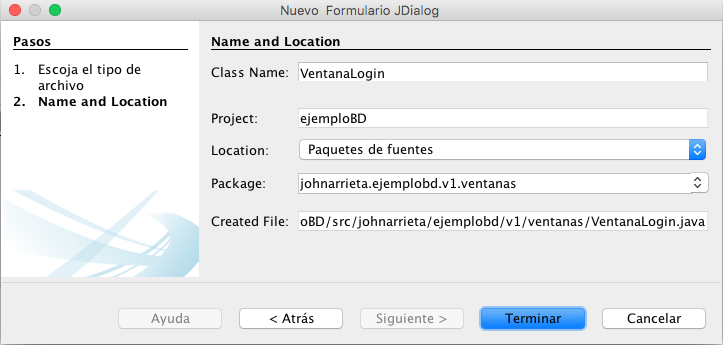 Nuevo  Formulario JDialog
Pasos
1. Escoja el tipo de
archivo
2. Name and Location
Name and Location
Class Name: VentanaLogin
Project: ejemploBD
Location: Paquetes de fuentes
Package: johnarrieta.ejemplobd.v1.ventanas
Created File: oBD/src/johnarrieta/ejemplobd/v1/ventanas/VentanaLogin.java
Ayuda
< Atrás
Siguiente >
Terminar
Cancelar